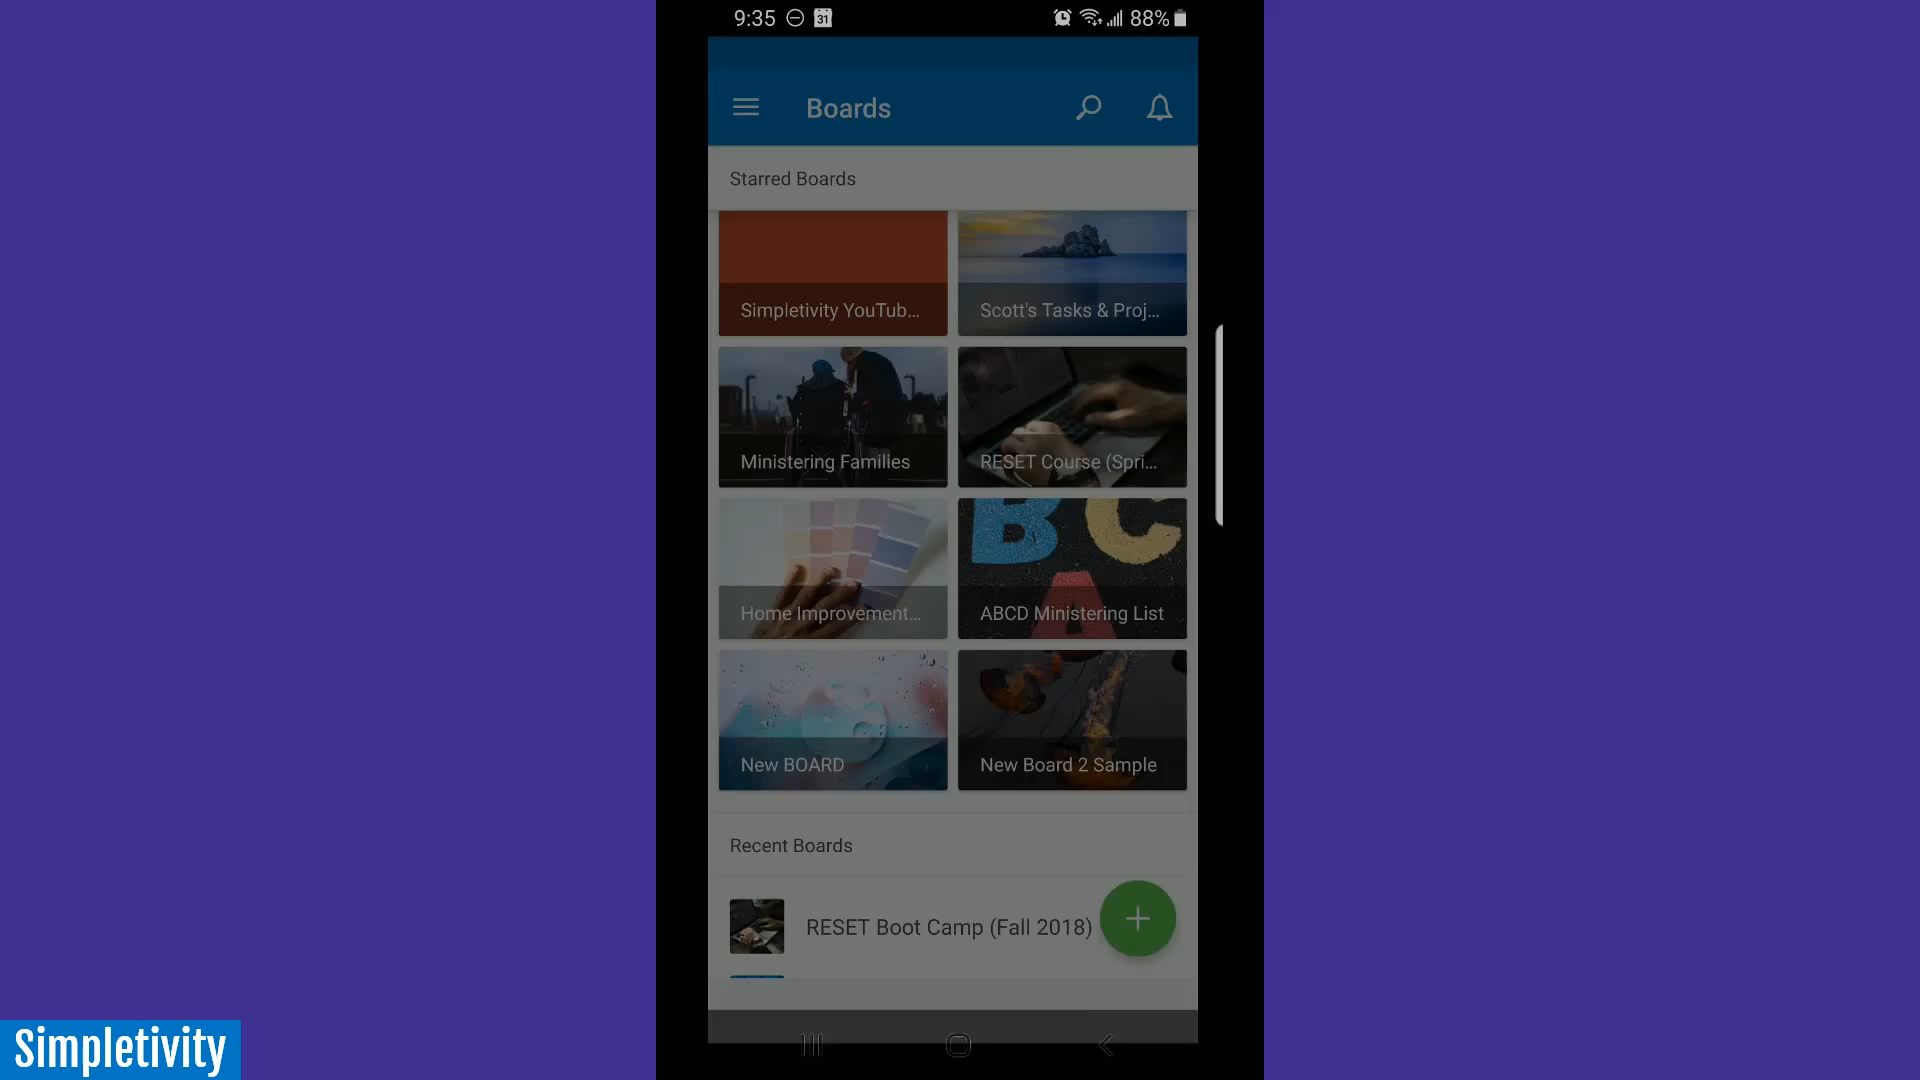 9:35
31
88%
Boards
Starred Boards
Simpletivity YouTub...
Scott's Tasks & Proj...
Ministering Families
RESET Course (Spri...
Home Improvement...
B C
A
ABCD Ministering List
New BOARD
New Board 2 Sample
Recent Boards
RESET Boot Camp (Fall 2018)
Simpletivity